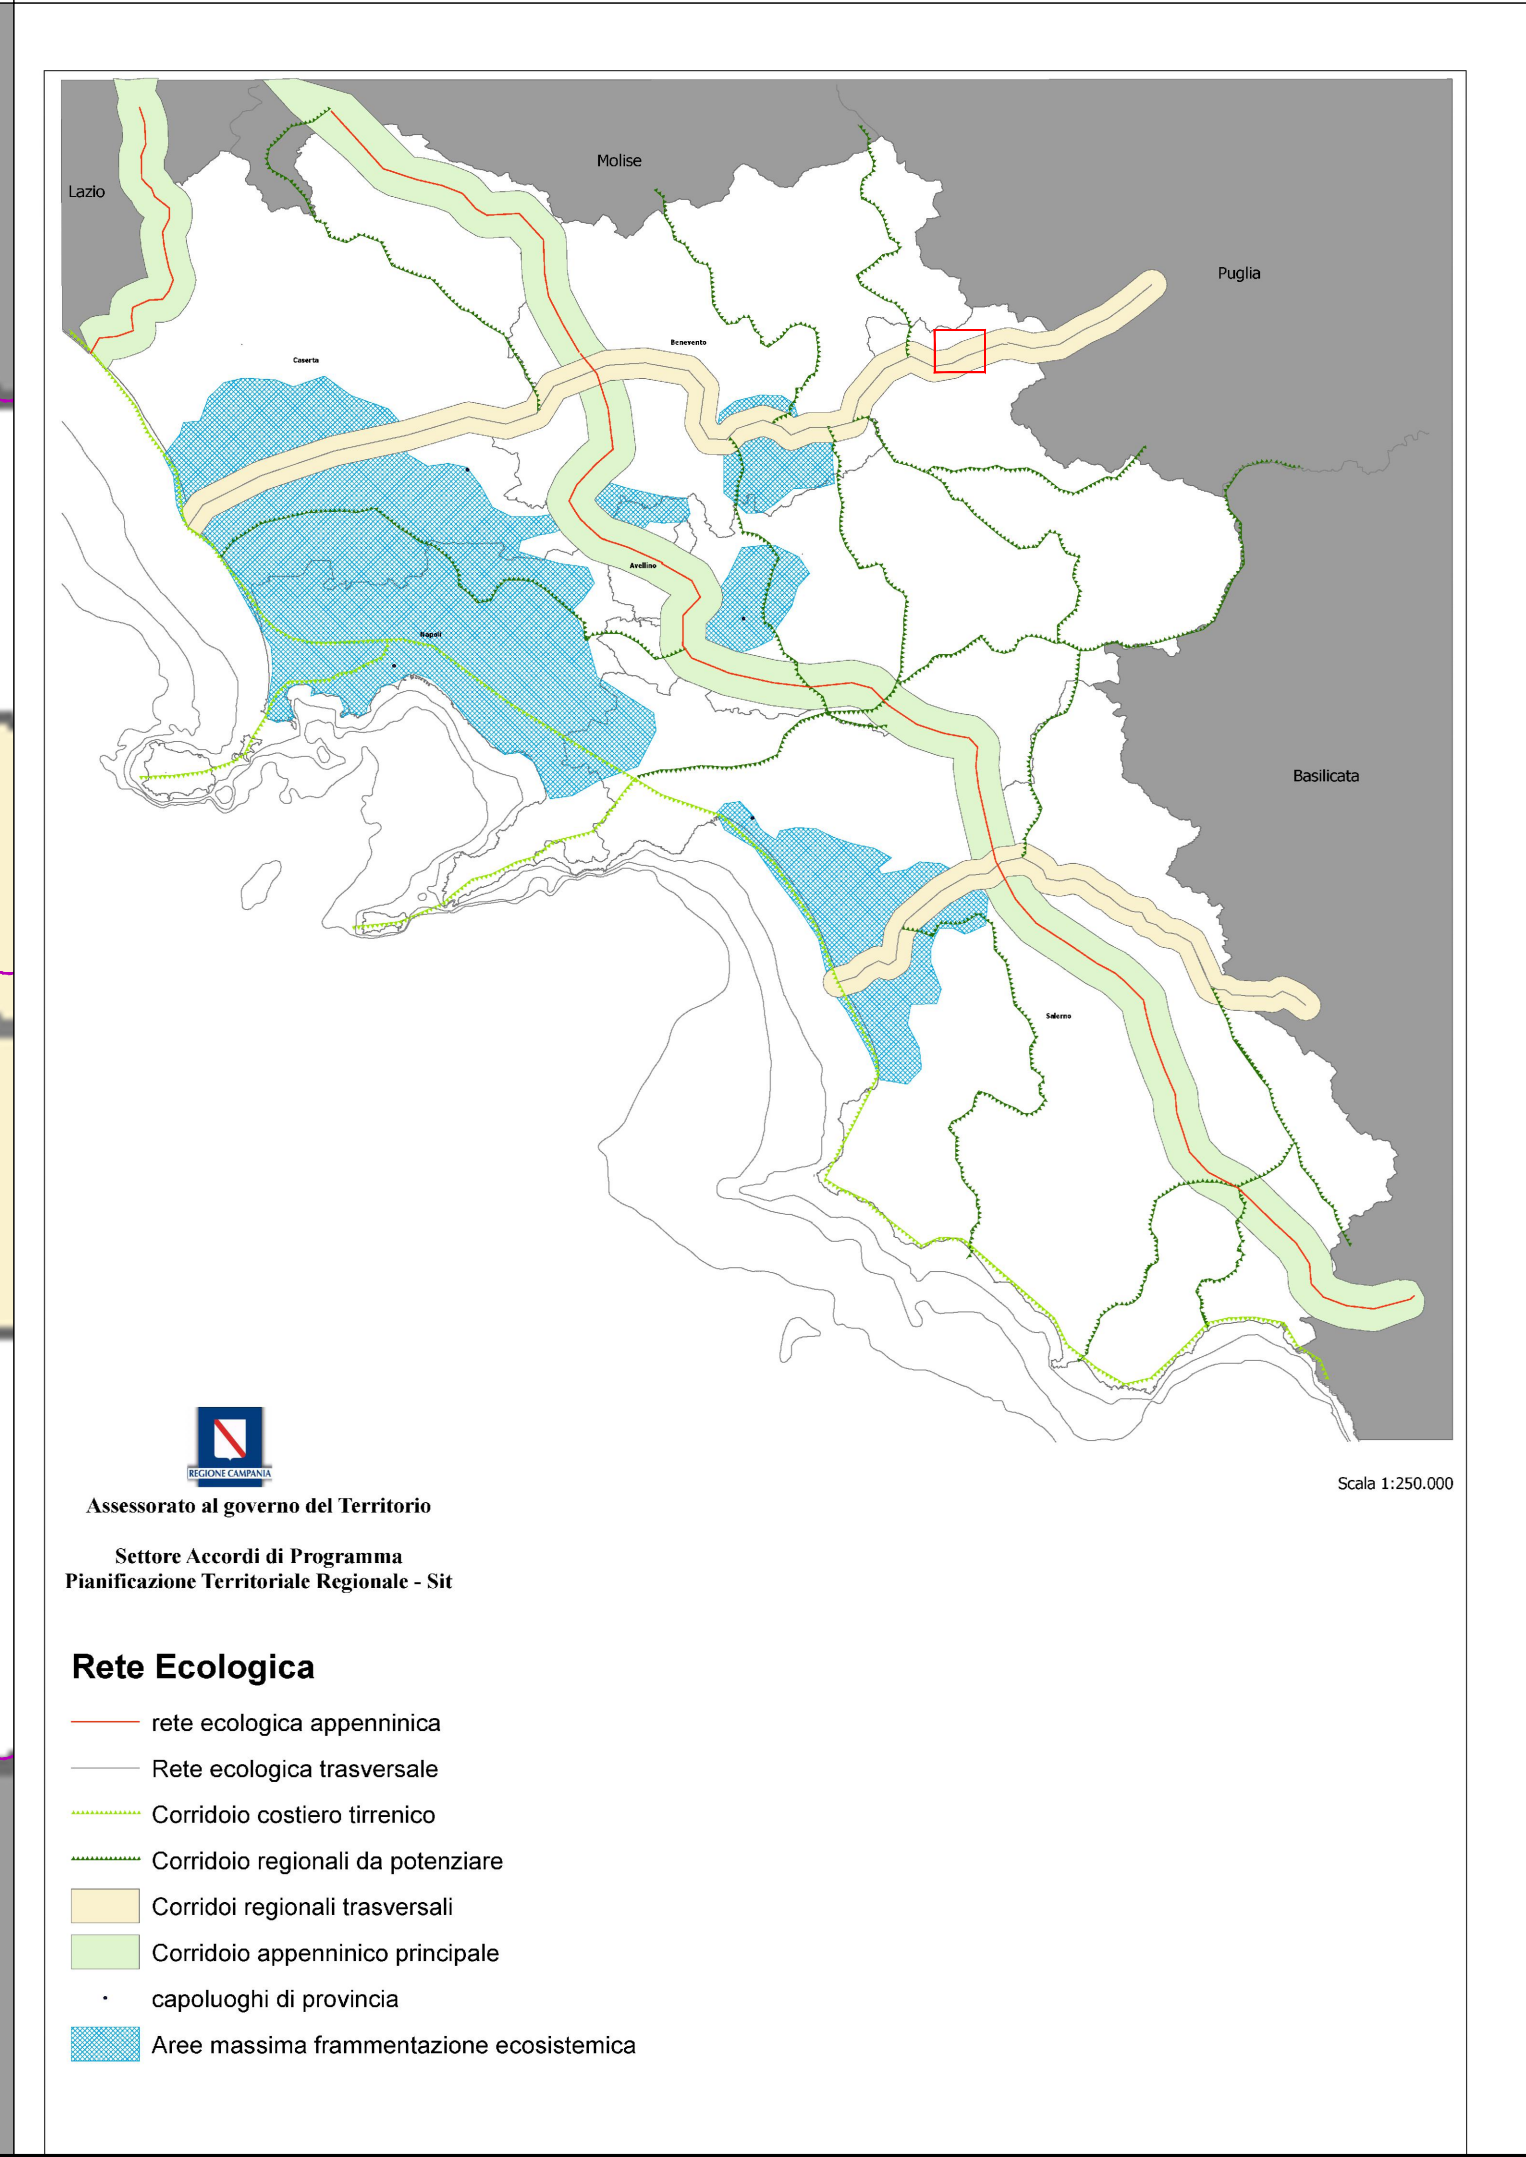 Molise
Lazio
Puglia
Benevento
Caserta
Avellino
Napoli
Basilicata
Salerno
REGIONE CAMPANIA
Scala 1:250.000
Assessorato al governo del Territorio
Settore Accordi di Programma
Pianificazione Territoriale Regionale - Sit
Rete Ecologica
rete ecologica appenninica
Rete ecologica trasversale
Corridoio costiero tirrenico
Corridoio regionali da potenziare
Corridoi regionali trasversali
Corridoio appenninico principale
capoluoghi di provincia
Aree massima frammentazione ecosistemica